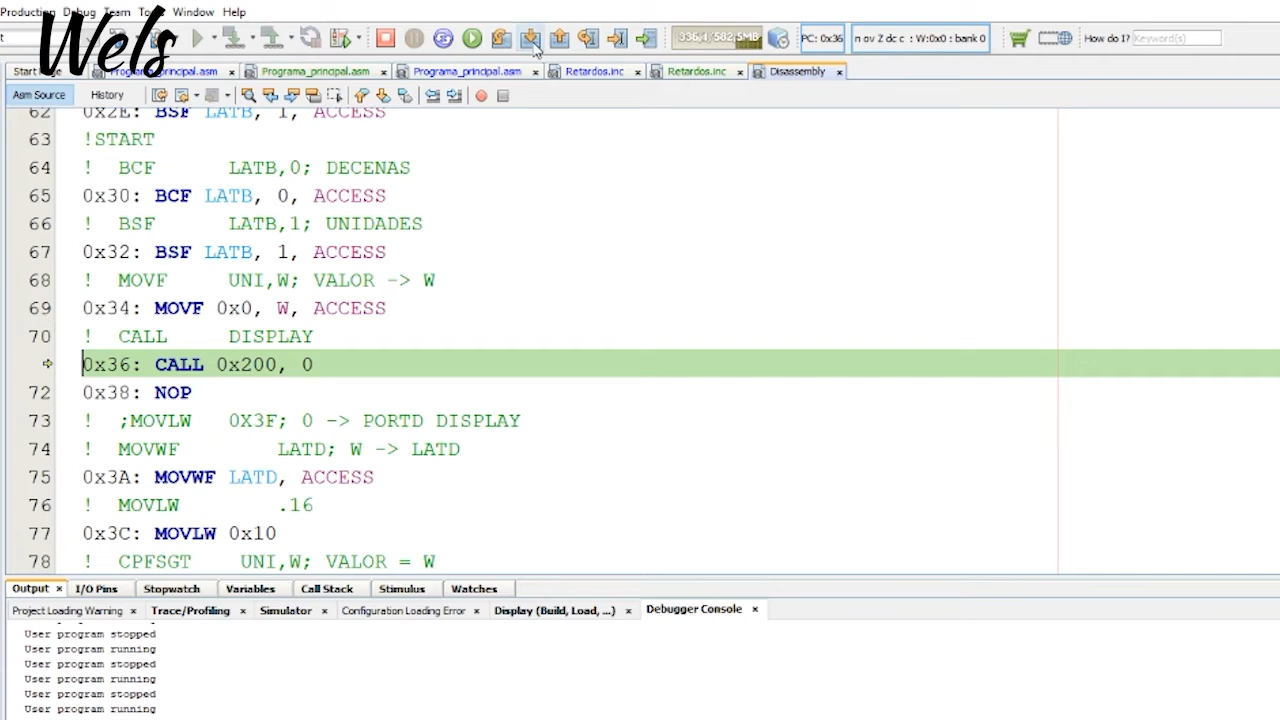 Production Debug Team Tools Window Help
Wels
336,4/582,5MB PC: 0x36 n ov Z dc c : W:0x0 : bank 0 How do I? Keyword(s)
Start Programa_principal.asm x Programa_principal.asm x Programa_principal.asm x Retardos.inc x Retardos.inc x Disassembly x
Asm Source History
62 0x2E: BSF LATB, 1, ACCESS
63 !START
64 ! BCF LATB,0; DECENAS
65 0x30: BCF LATB, 0, ACCESS
66 ! BSF LATB,1; UNIDADES
67 0x32: BSF LATB, 1, ACCESS
68 ! MOVF UNI,W; VALOR -> W
69 0x34: MOVF 0x0, W, ACCESS
70 ! CALL DISPLAY
0x36: CALL 0x200, 0
72 0x38: NOP
73 ! ;MOVLW 0X3F; 0 -> PORTD DISPLAY
74 ! MOVWF LATD; W -> LATD
75 0x3A: MOVWF LATD, ACCESS
76 ! MOVLW .16
77 0x3C: MOVLW 0x10
78 ! CPFSGT UNI,W; VALOR = W
Output x I/O Pins Stopwatch Variables Call Stack Stimulus Watches
Project Loading Warning x Trace/Profiling x Simulator x Configuration Loading Error x Display (Build, Load, ...) x Debugger Console x
User program stopped
User program running
User program stopped
User program running
User program stopped
User program running